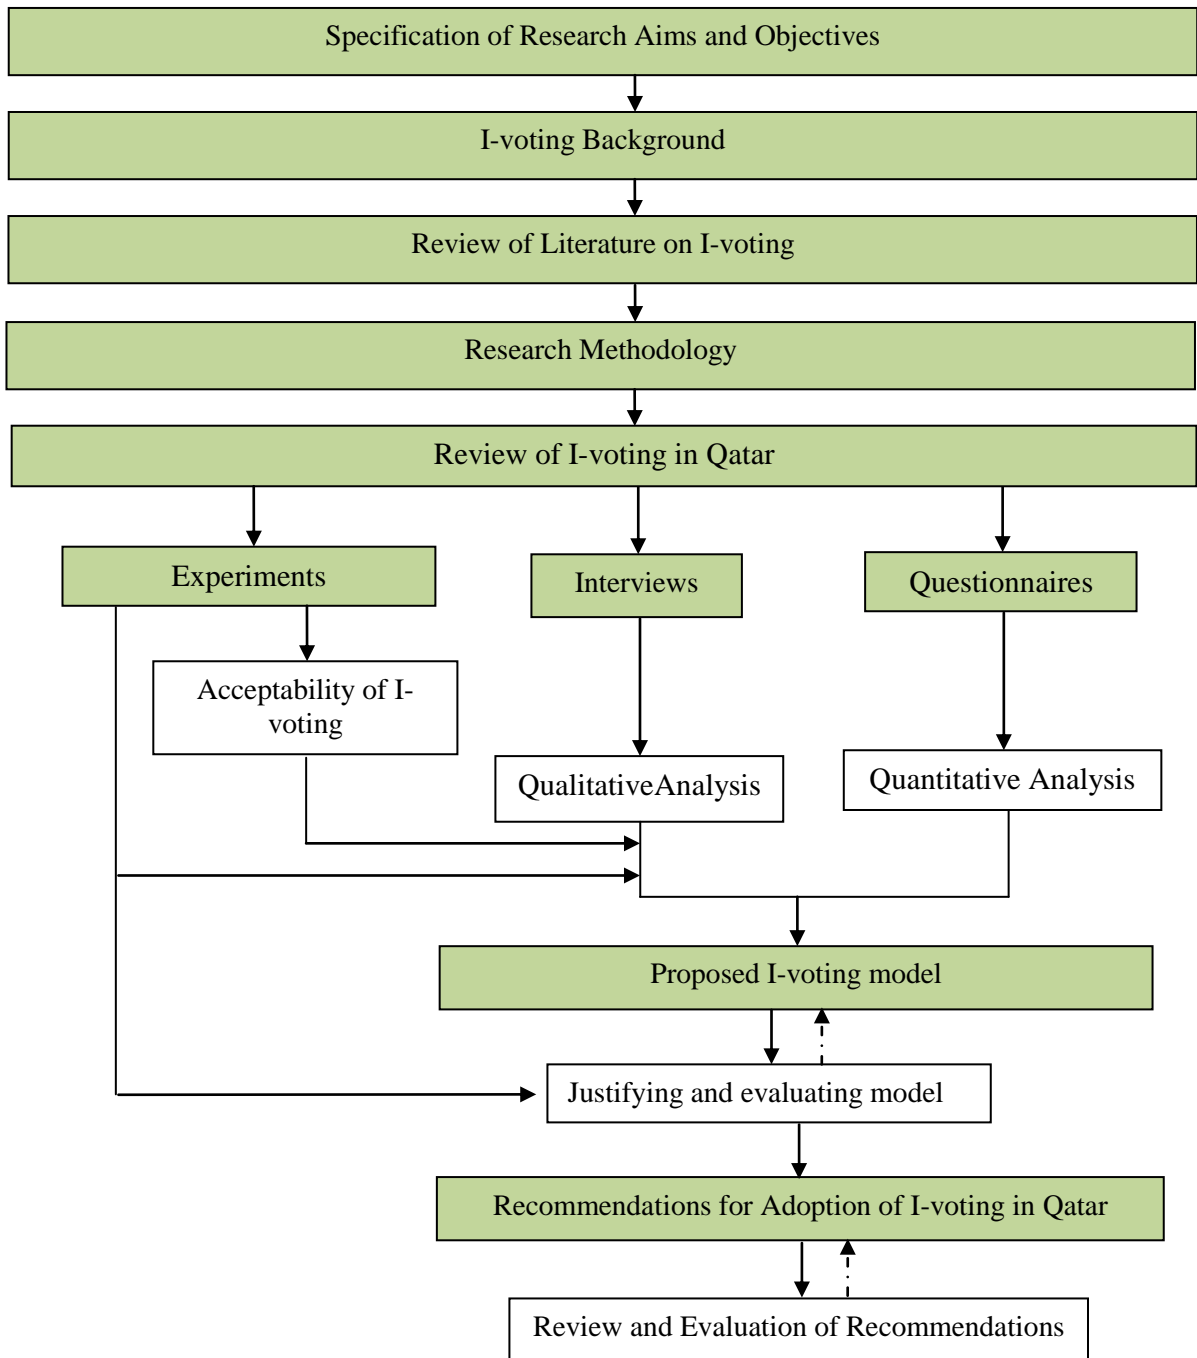 Specification of Research Aims and Objectives
I-voting Background
Review of Literature on I-voting
Research Methodology
Review of I-voting in Qatar
Experiments
Interviews
Questionnaires
Acceptability of I-
voting
QualitativeAnalysis
Quantitative Analysis
Proposed I-voting model
Justifying and evaluating model
Recommendations for Adoption of I-voting in Qatar
Review and Evaluation of Recommendations